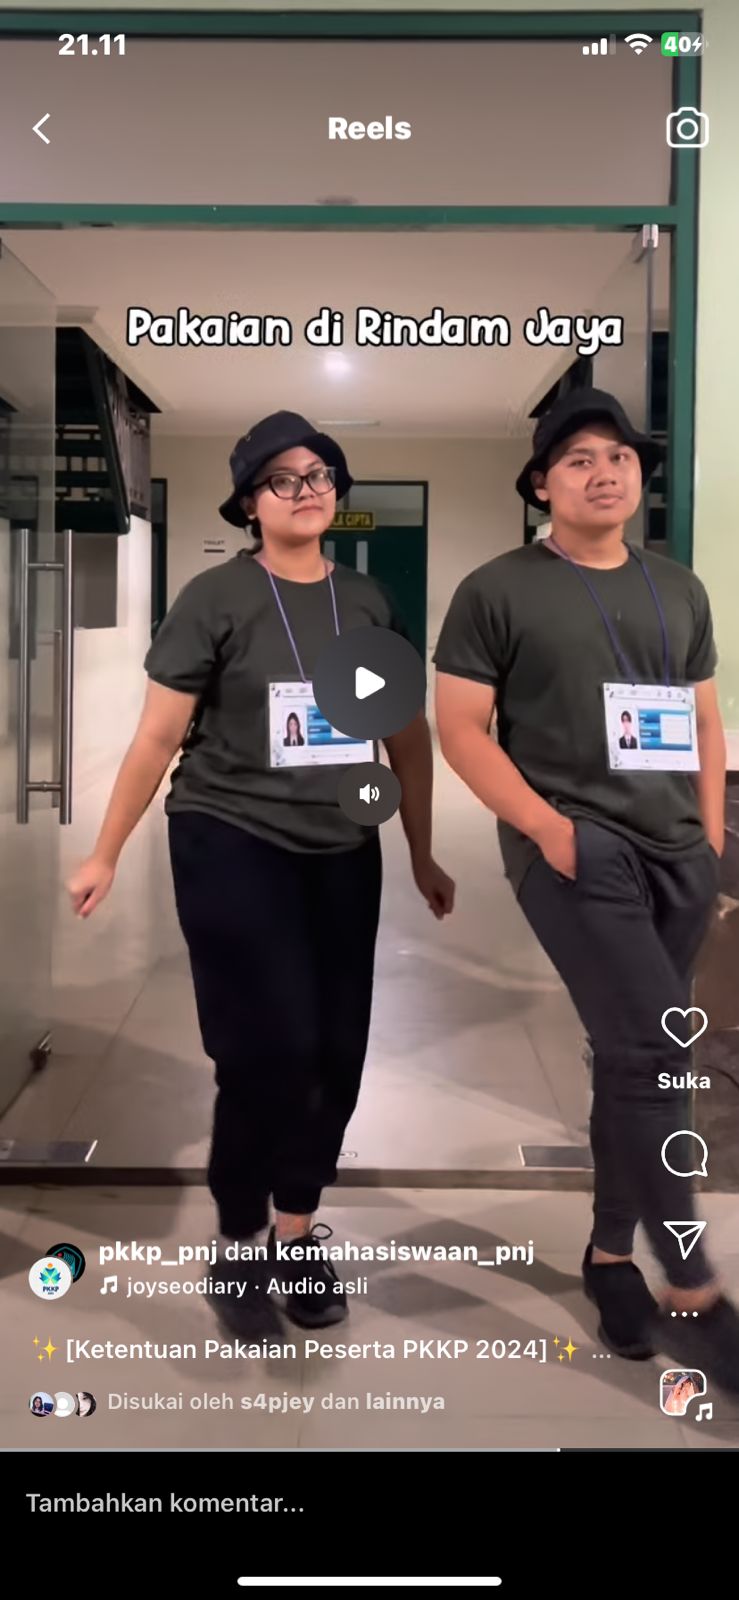 21.11
40
Reels
Pakaian di Rindam Jaya
pkkp_pnj dan kemahasiswaan_pnj
joyseodiary · Audio asli
✨[Ketentuan Pakaian Peserta PKKP 2024]✨ ...
Disukai oleh s4pjey dan lainnya
Suka
Tambahkan komentar...